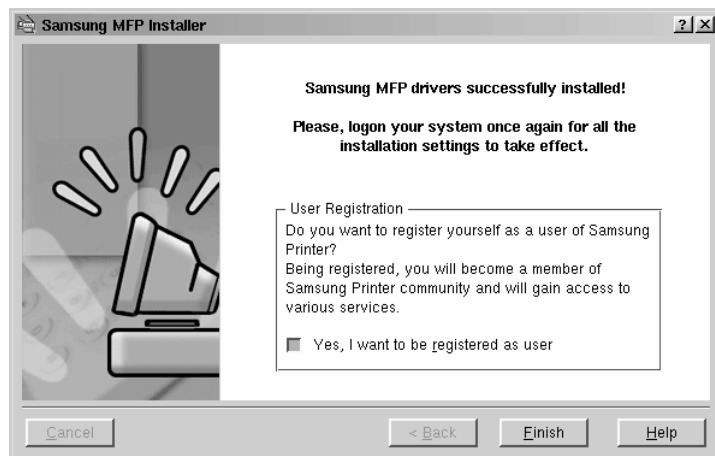 Samsung MFP Installer
? X
Samsung MFP drivers successfully installed!
Please, logon your system once again for all the
installation settings to take effect.
User Registration
Do you want to register yourself as a user of Samsung
Printer?
Being registered, you will become a member of
Samsung Printer community and will gain access to
various services.
Yes, I want to be registered as user
Cancel
< Back
Finish
Help